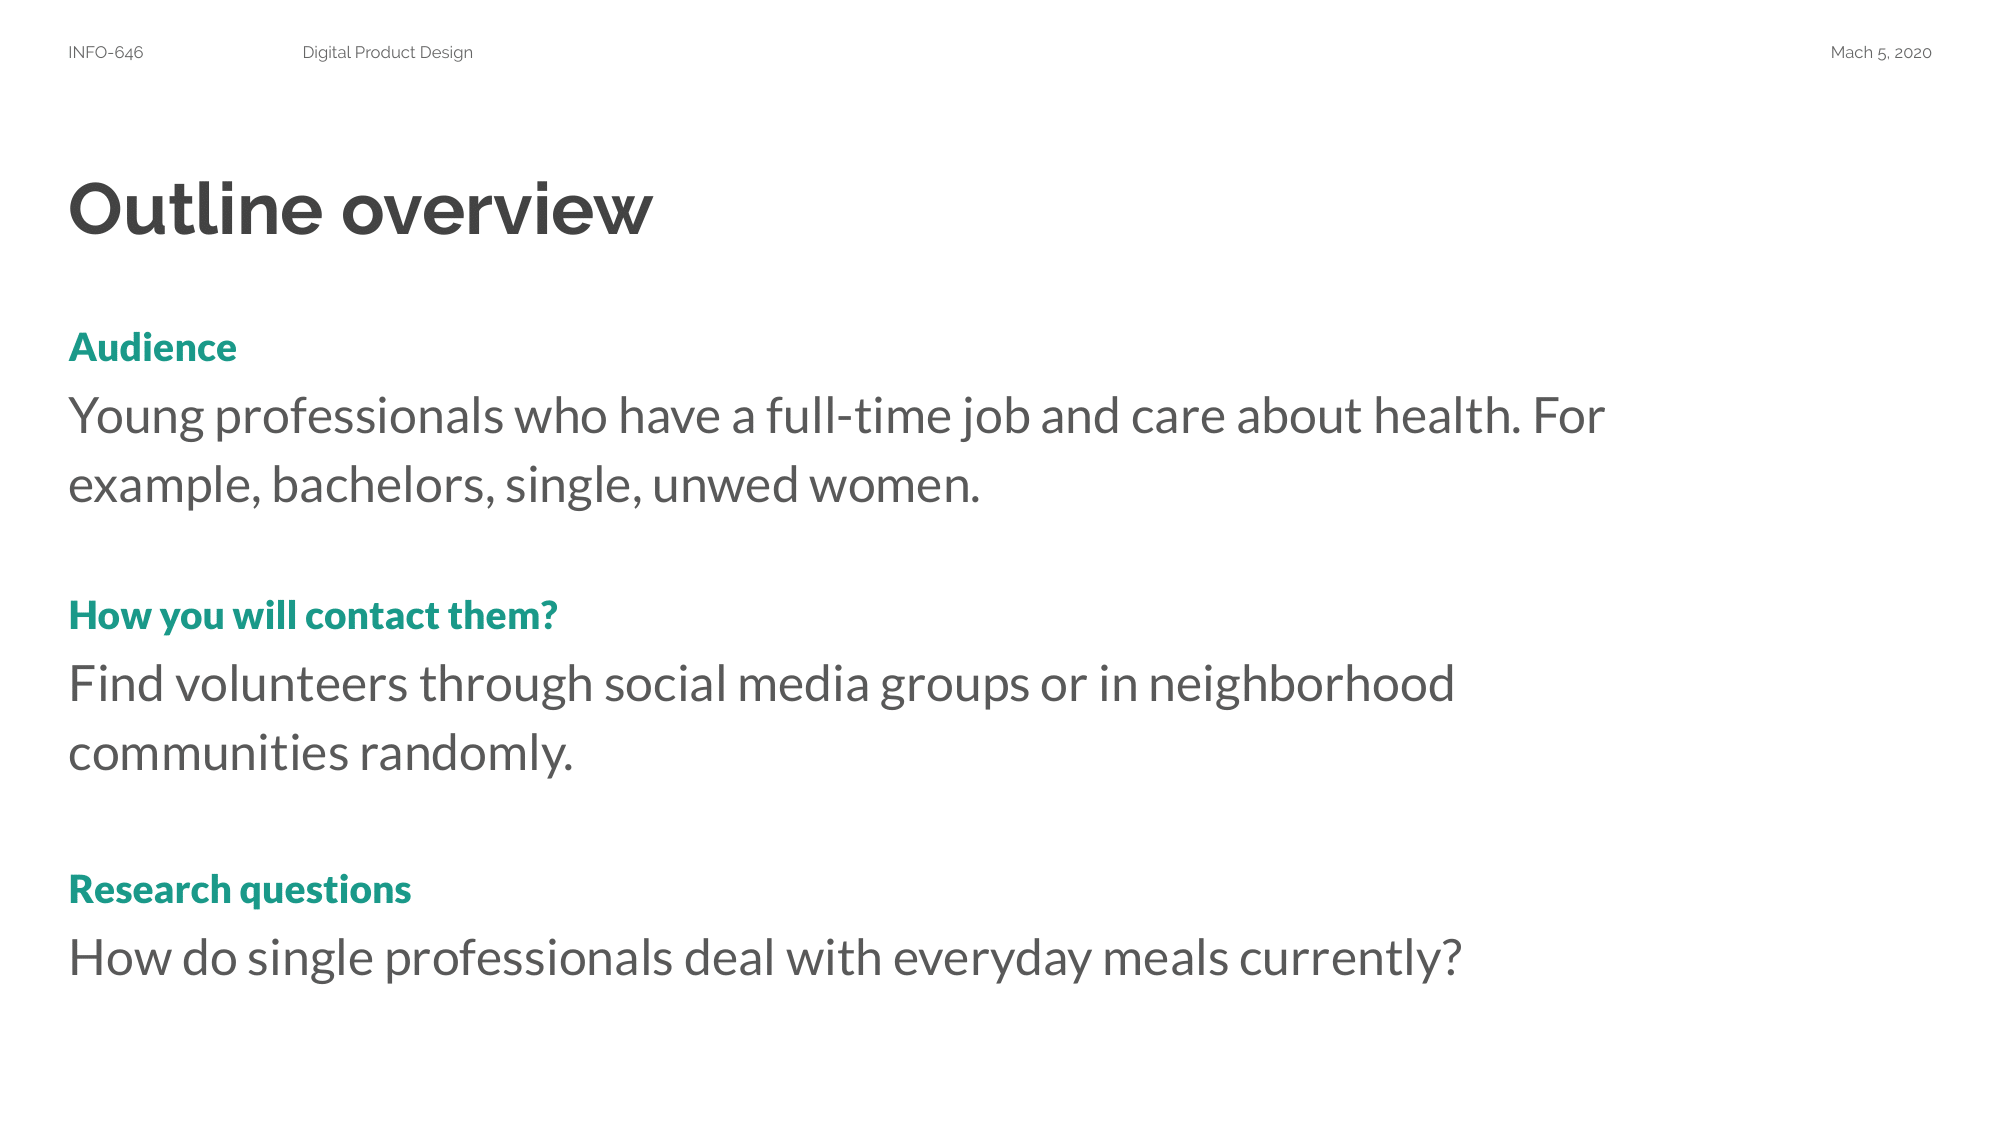 INFO-646
Digital Product Design
Mach 5, 2020
Outline overview
Audience
Young professionals who have a full-time job and care about health. For
example, bachelors, single, unwed women.
How you will contact them?
Find volunteers through social media groups or in neighborhood
communities randomly.
Research questions
How do single professionals deal with everyday meals currently?